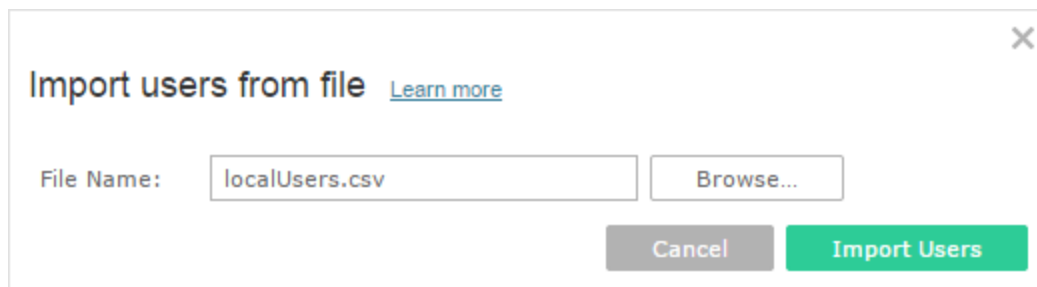 Import users from file Learn more
File Name: localUsers.csv Browse...
Cancel Import Users